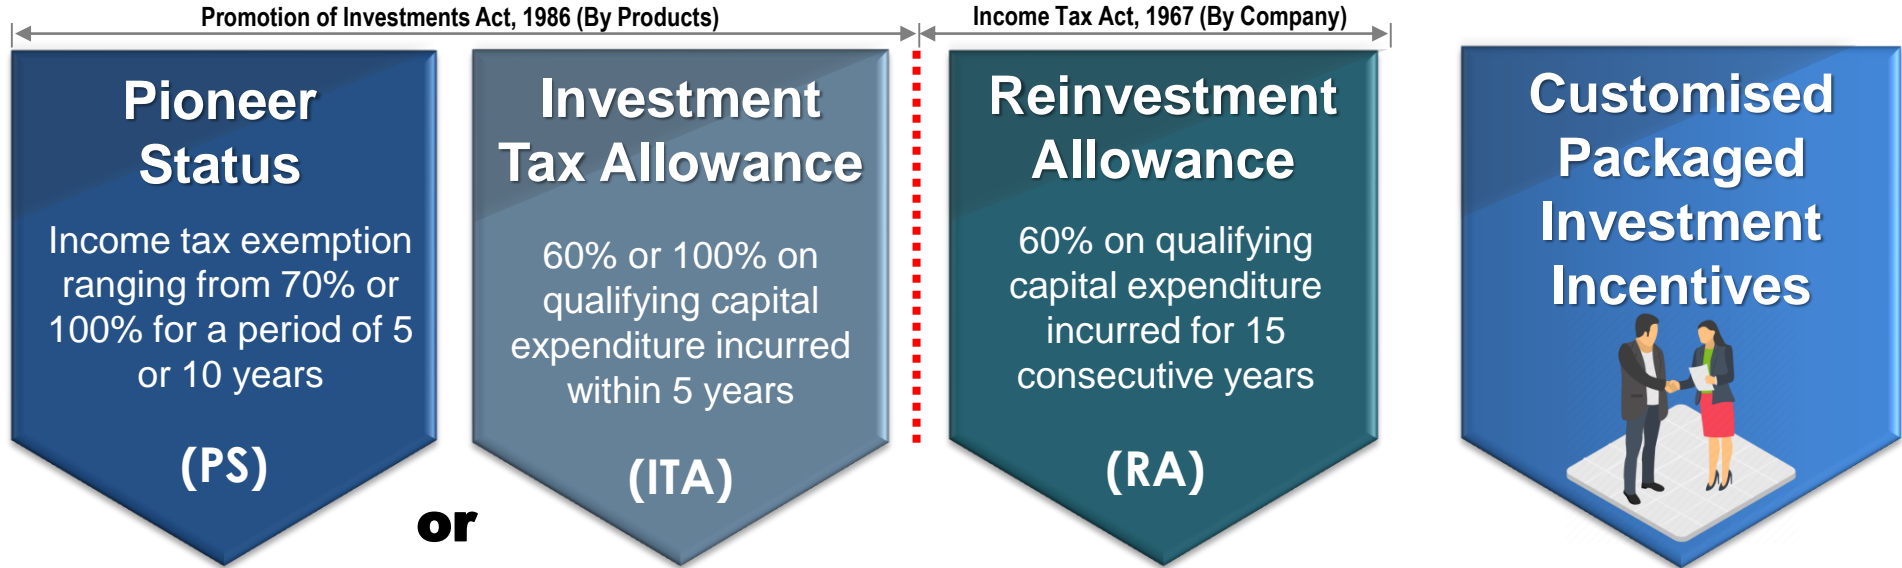 Promotion of Investments Act, 1986 (By Products)
Income Tax Act, 1967 (By Company)
Pioneer
Status
Income tax exemption
ranging from 70% or
100% for a period of 5
or 10 years
(PS)
or
Investment
Tax Allowance
60% or 100% on
qualifying capital
expenditure incurred
within 5 years
(ITA)
Reinvestment
Allowance
60% on qualifying
capital expenditure
incurred for 15
consecutive years
(RA)
Customised
Packaged
Investment
Incentives